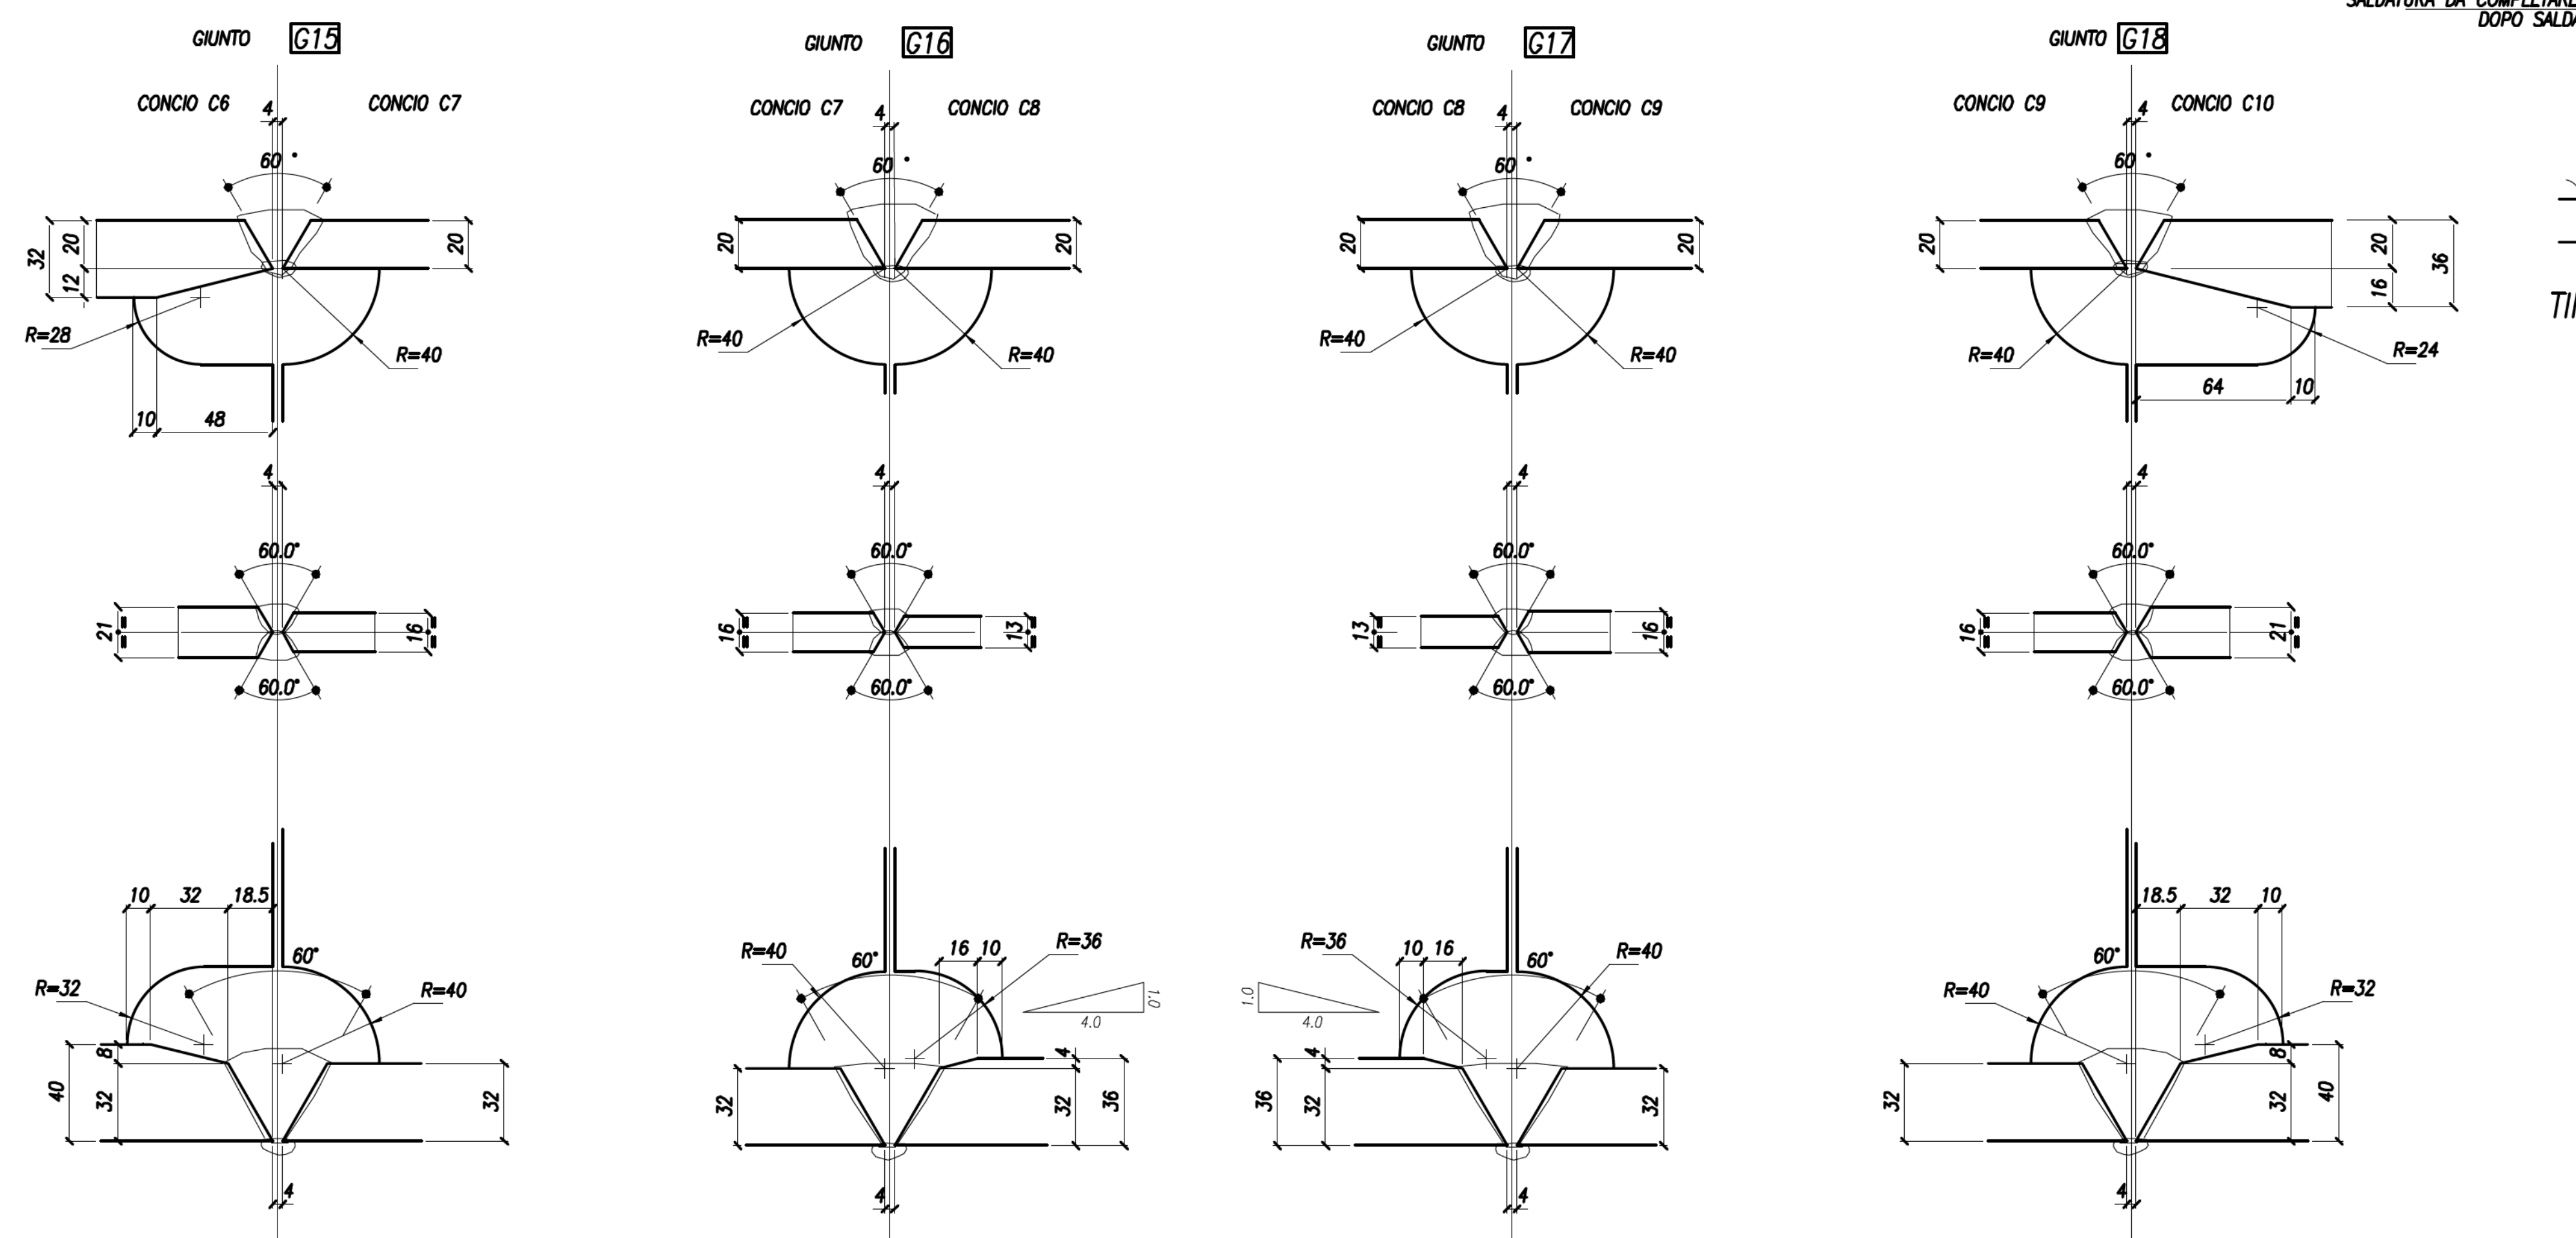 SALDATURA DA COMPLETARE
DOPO SALDA
GIUNTO G15
CONCIO C6 4 CONCIO C7
60 °
32 20 12 20
R=28 R=40
10 48
4
60.0°
21 = = 16 = =
60.0°
10 32 18.5
60°
R=32 R=40
8
40 32 32
4
GIUNTO G16
CONCIO C7 4 CONCIO C8
60 °
20 20
R=40 R=40
4
60.0°
16 = = 13 = =
60.0°
R=40 60° 16 10 R=36
1.0
4.0
4
32 32 36
4
GIUNTO G17
CONCIO C8 4 CONCIO C9
60 °
20 20
R=40 R=40
4
60.0°
13 = = 16 = =
60.0°
R=36 10 16 60° R=40
1.0
4.0
4
36 32 32
4
GIUNTO G18
CONCIO C9 4 CONCIO C10
60 °
20 20 16 36
R=40 R=24
64 10
4
60.0°
16 = = 21 = =
60.0°
18.5 32 10
60°
R=40 R=32
8
32 32 40
4